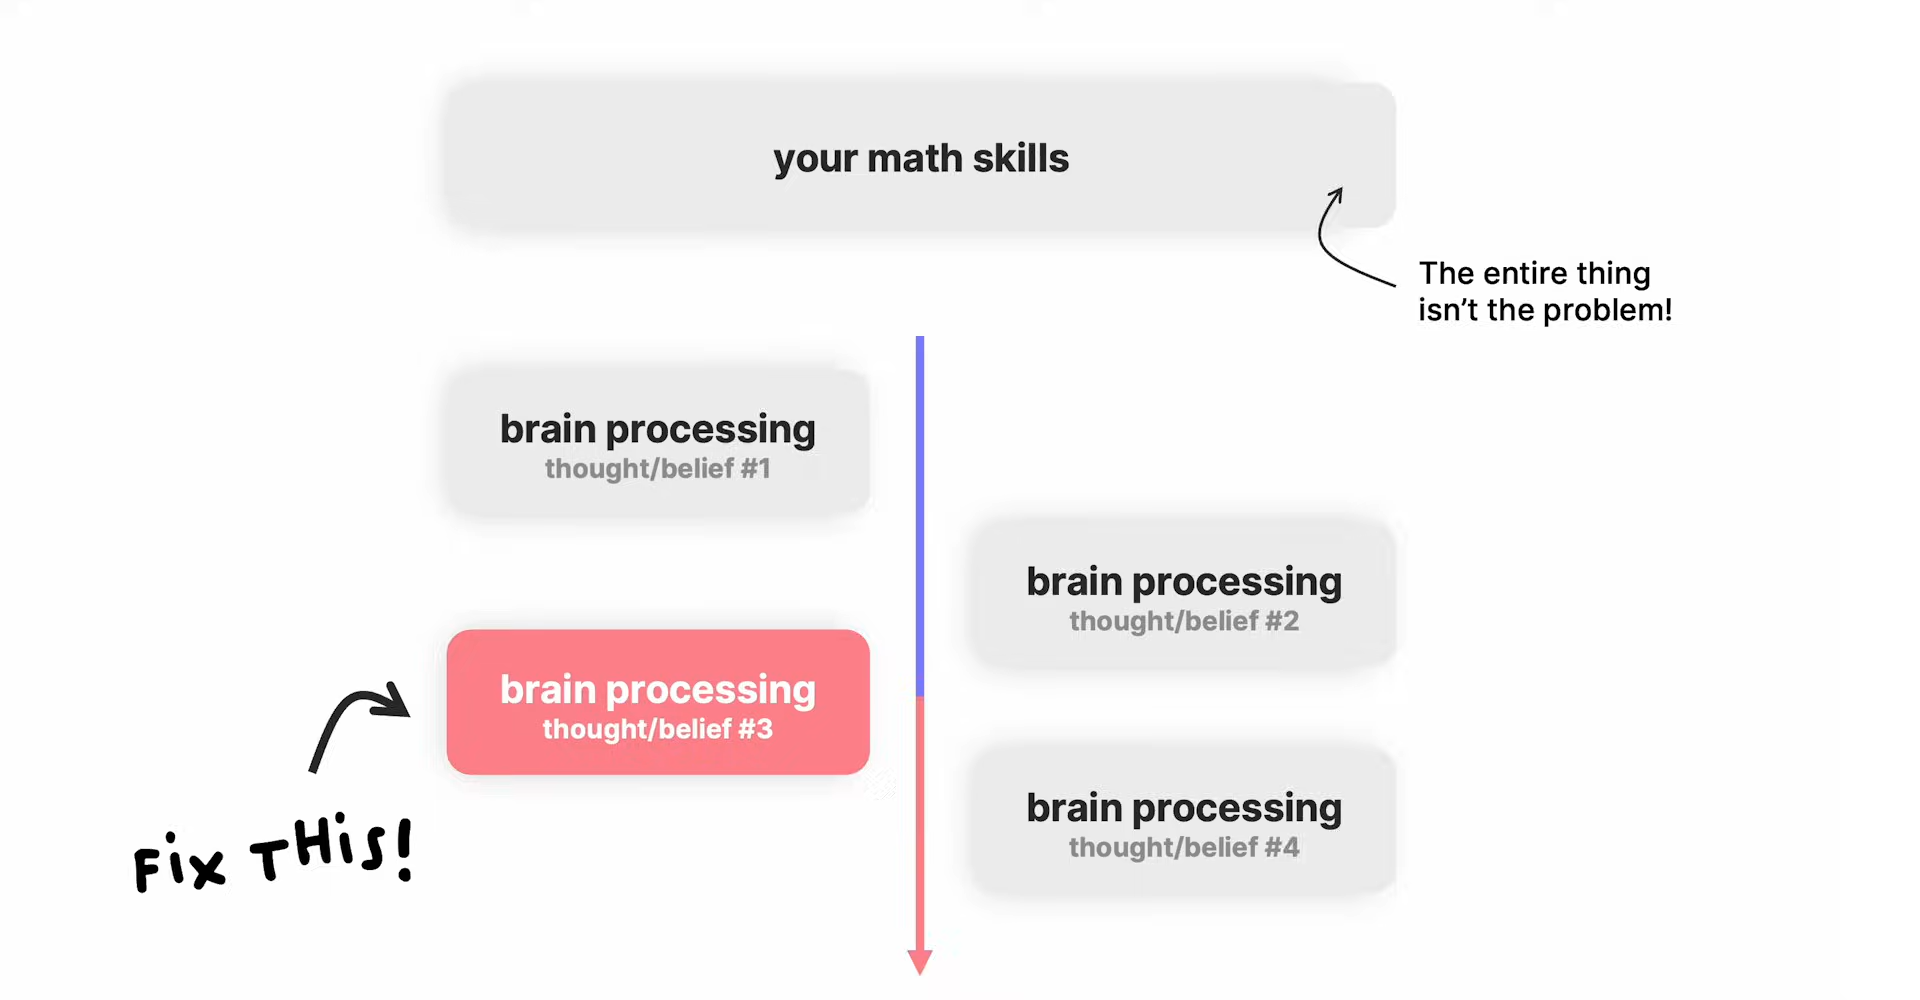 your math skills
The entire thing
isn't the problem!
brain processing
thought/belief #1
brain processing
thought/belief #2
brain processing
thought/belief #3
FiX THiS!
brain processing
thought/belief #4